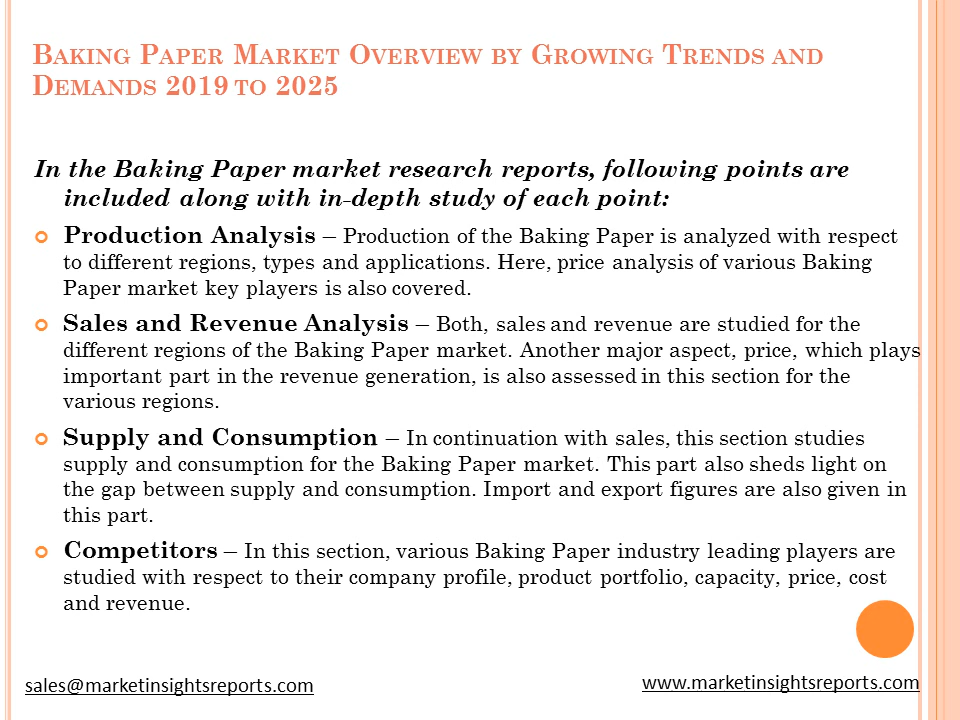 Baking Paper Market Overview by Growing Trends and
Demands 2019 to 2025
In the Baking Paper market research reports, following points are
included along with in-depth study of each point:
Production Analysis – Production of the Baking Paper is analyzed with respect
to different regions, types and applications. Here, price analysis of various Baking
Paper market key players is also covered.
Sales and Revenue Analysis – Both, sales and revenue are studied for the
different regions of the Baking Paper market. Another major aspect, price, which plays
important part in the revenue generation, is also assessed in this section for the
various regions.
Supply and Consumption – In continuation with sales, this section studies
supply and consumption for the Baking Paper market. This part also sheds light on
the gap between supply and consumption. Import and export figures are also given in
this part.
Competitors – In this section, various Baking Paper industry leading players are
studied with respect to their company profile, product portfolio, capacity, price, cost
and revenue.
sales@marketinsightsreports.com
www.marketinsightsreports.com